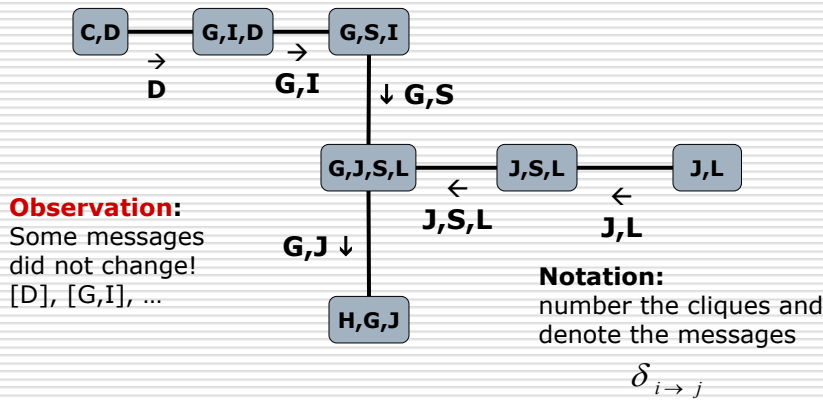 C,D
G,I,D
G,S,I
→
D
→
G,I
↓ G,S
G,J,S,L
J,S,L
J,L
←
J,S,L
←
J,L
Observation:
Some messages
did not change!
[D], [G,I], ...
G,J ↓
H,G,J
Notation:
number the cliques and
denote the messages
δ i→ j